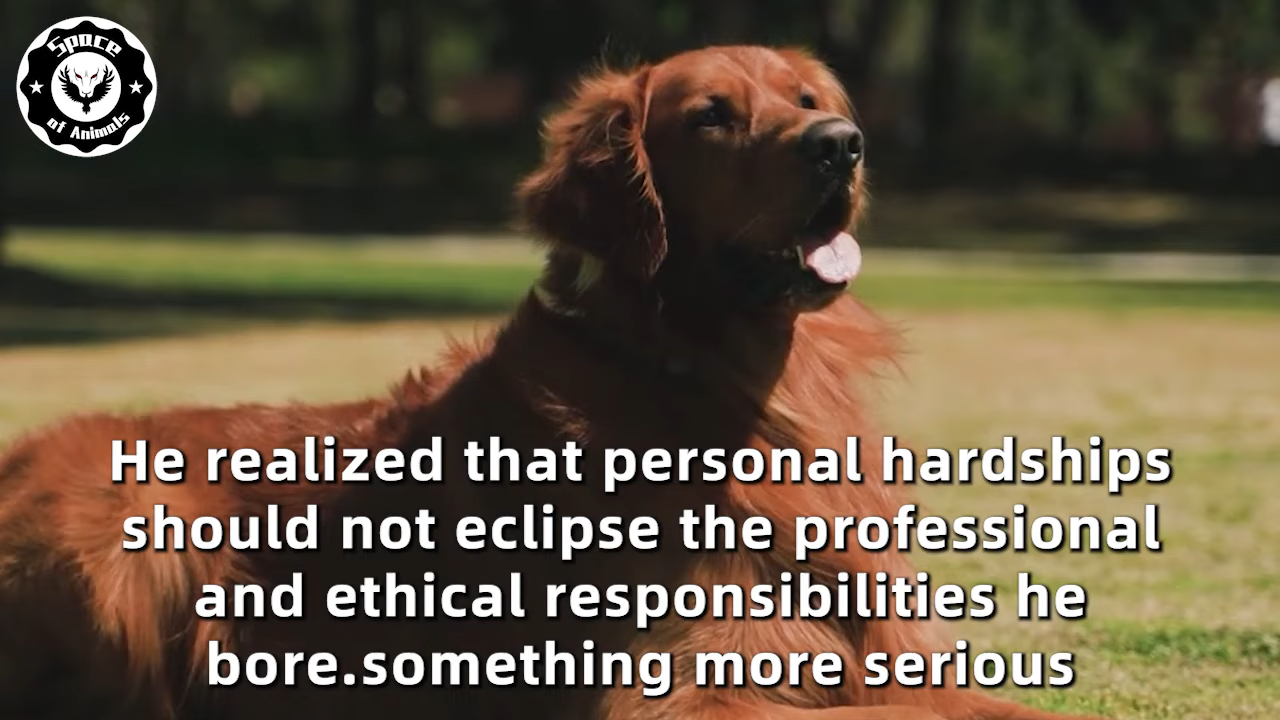 Space
of Animals
He realized that personal hardships
should not eclipse the professional
and ethical responsibilities he
bore.something more serious